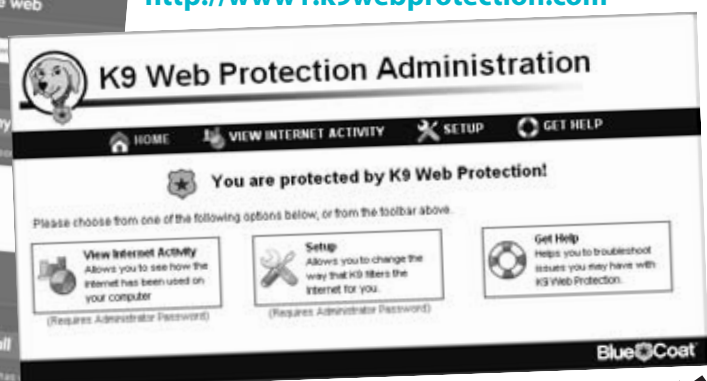 e web
http://www1.k9webprotection.com
K9 Web Protection Administration
HOME VIEW INTERNET ACTIVITY SETUP GET HELP
You are protected by K9 Web Protection!
Please choose from one of the following options below, or from the toolbar above.
View Internet Activity
Allows you to see how the
internet has been used on
your computer
(Requires Administrator Password)
Setup
Allows you to change the
way that K9 filters the
Internet for you.
(Requires Administrator Password)
Get Help
Helps you to troubleshoot
issues you may have with
K9 Web Protection.
Blue Coat